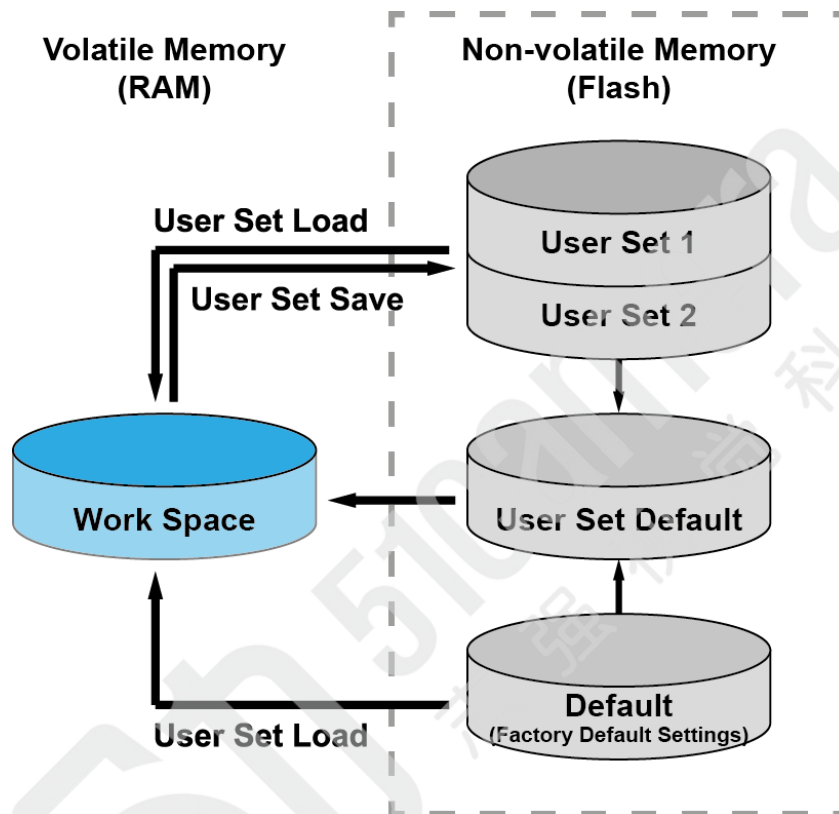 Volatile Memory
(RAM)
Non-volatile Memory
(Flash)
User Set Load
User Set Save
User Set 1
User Set 2
Work Space
User Set Default
Default
(Factory Default Settings)
User Set Load